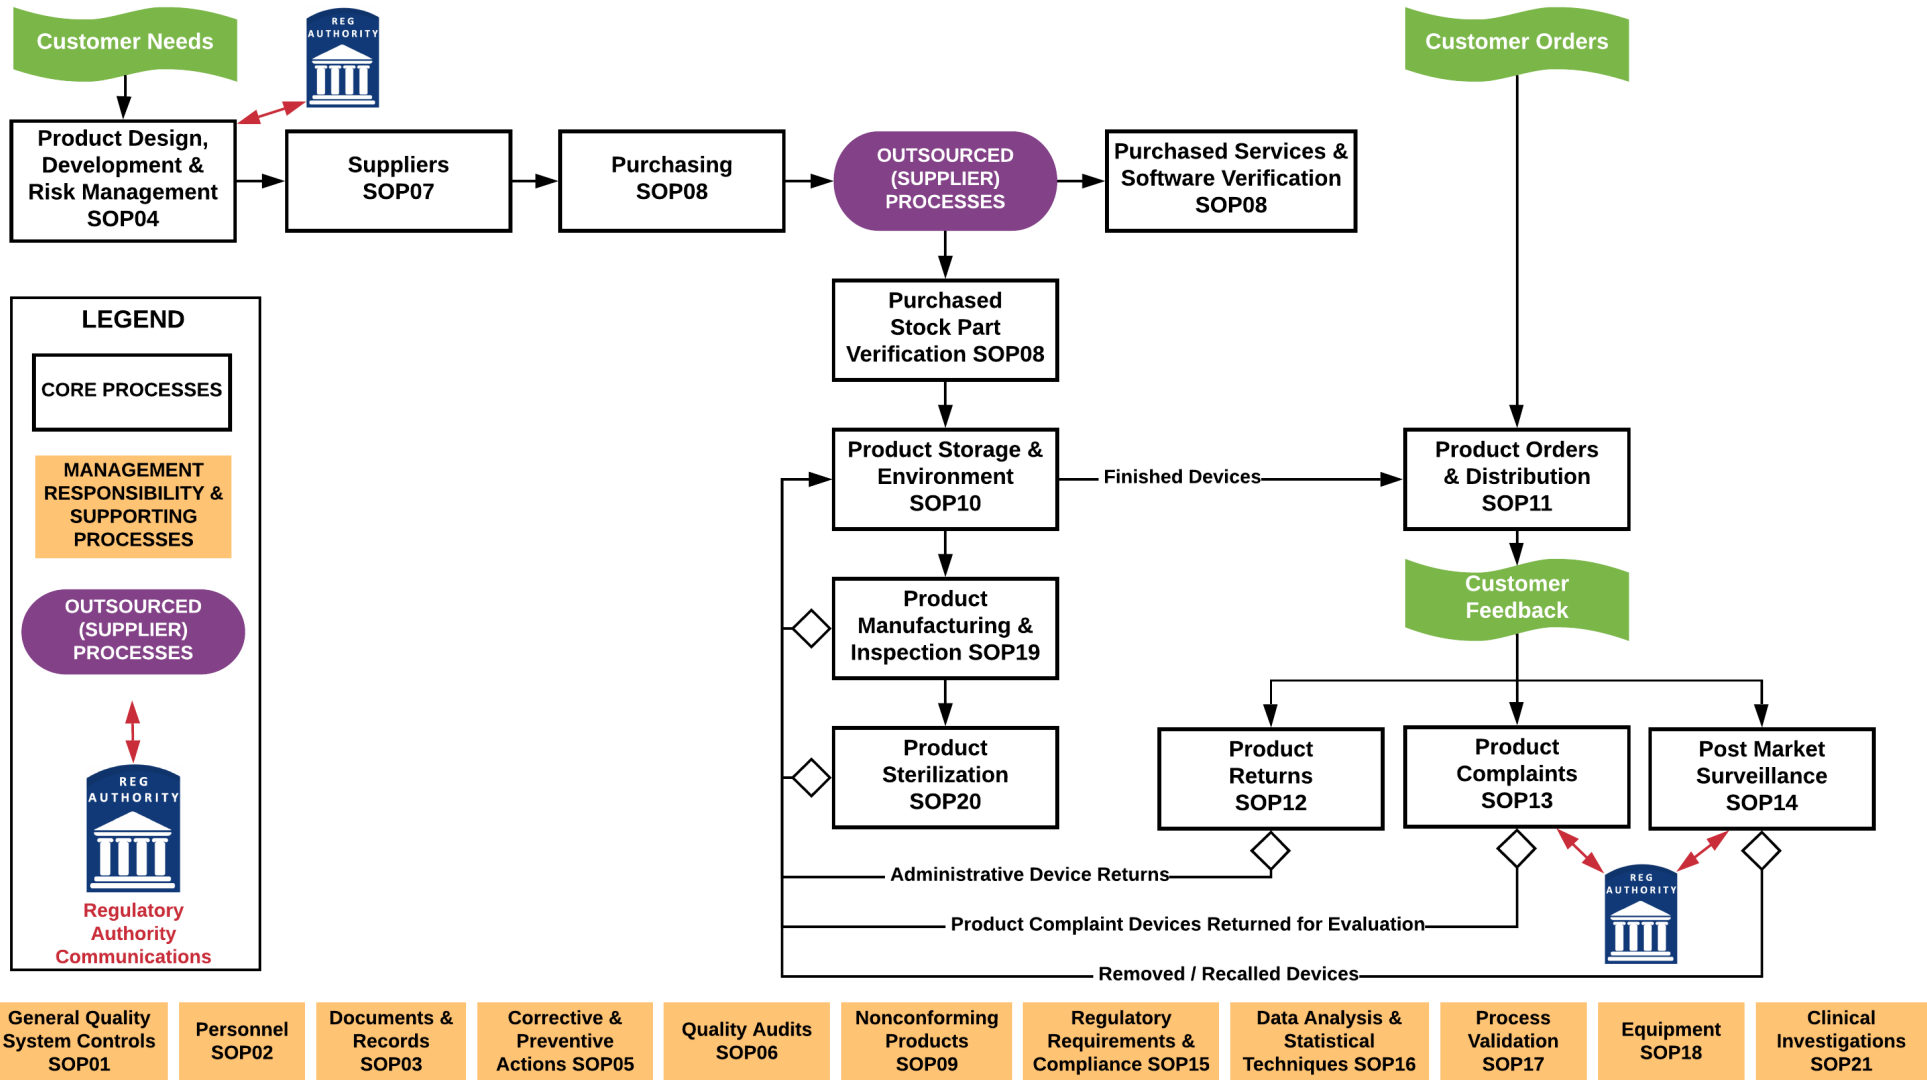 Customer Needs
REG
AUTHORITY
Customer Orders
Product Design,
Development &
Risk Management
SOP04
Suppliers
SOP07
Purchasing
SOP08
OUTSOURCED
(SUPPLIER)
PROCESSES
Purchased Services &
Software Verification
SOP08
Purchased
Stock Part
Verification SOP08
LEGEND
CORE PROCESSES
MANAGEMENT
RESPONSIBILITY &
SUPPORTING
PROCESSES
OUTSOURCED
(SUPPLIER)
PROCESSES
REG
AUTHORITY
Regulatory
Authority
Communications
Product Storage &
Environment
SOP10
Finished Devices
Product Orders
& Distribution
SOP11
Product
Manufacturing &
Inspection SOP19
Customer
Feedback
Product
Sterilization
SOP20
Product
Returns
SOP12
Product
Complaints
SOP13
Post Market
Surveillance
SOP14
REG
AUTHORITY
Administrative Device Returns
Product Complaint Devices Returned for Evaluation
Removed / Recalled Devices
General Quality
System Controls
SOP01
Personnel
SOP02
Documents &
Records
SOP03
Corrective &
Preventive
Actions SOP05
Quality Audits
SOP06
Nonconforming
Products
SOP09
Regulatory
Requirements &
Compliance SOP15
Data Analysis &
Statistical
Techniques SOP16
Process
Validation
SOP17
Equipment
SOP18
Clinical
Investigations
SOP21